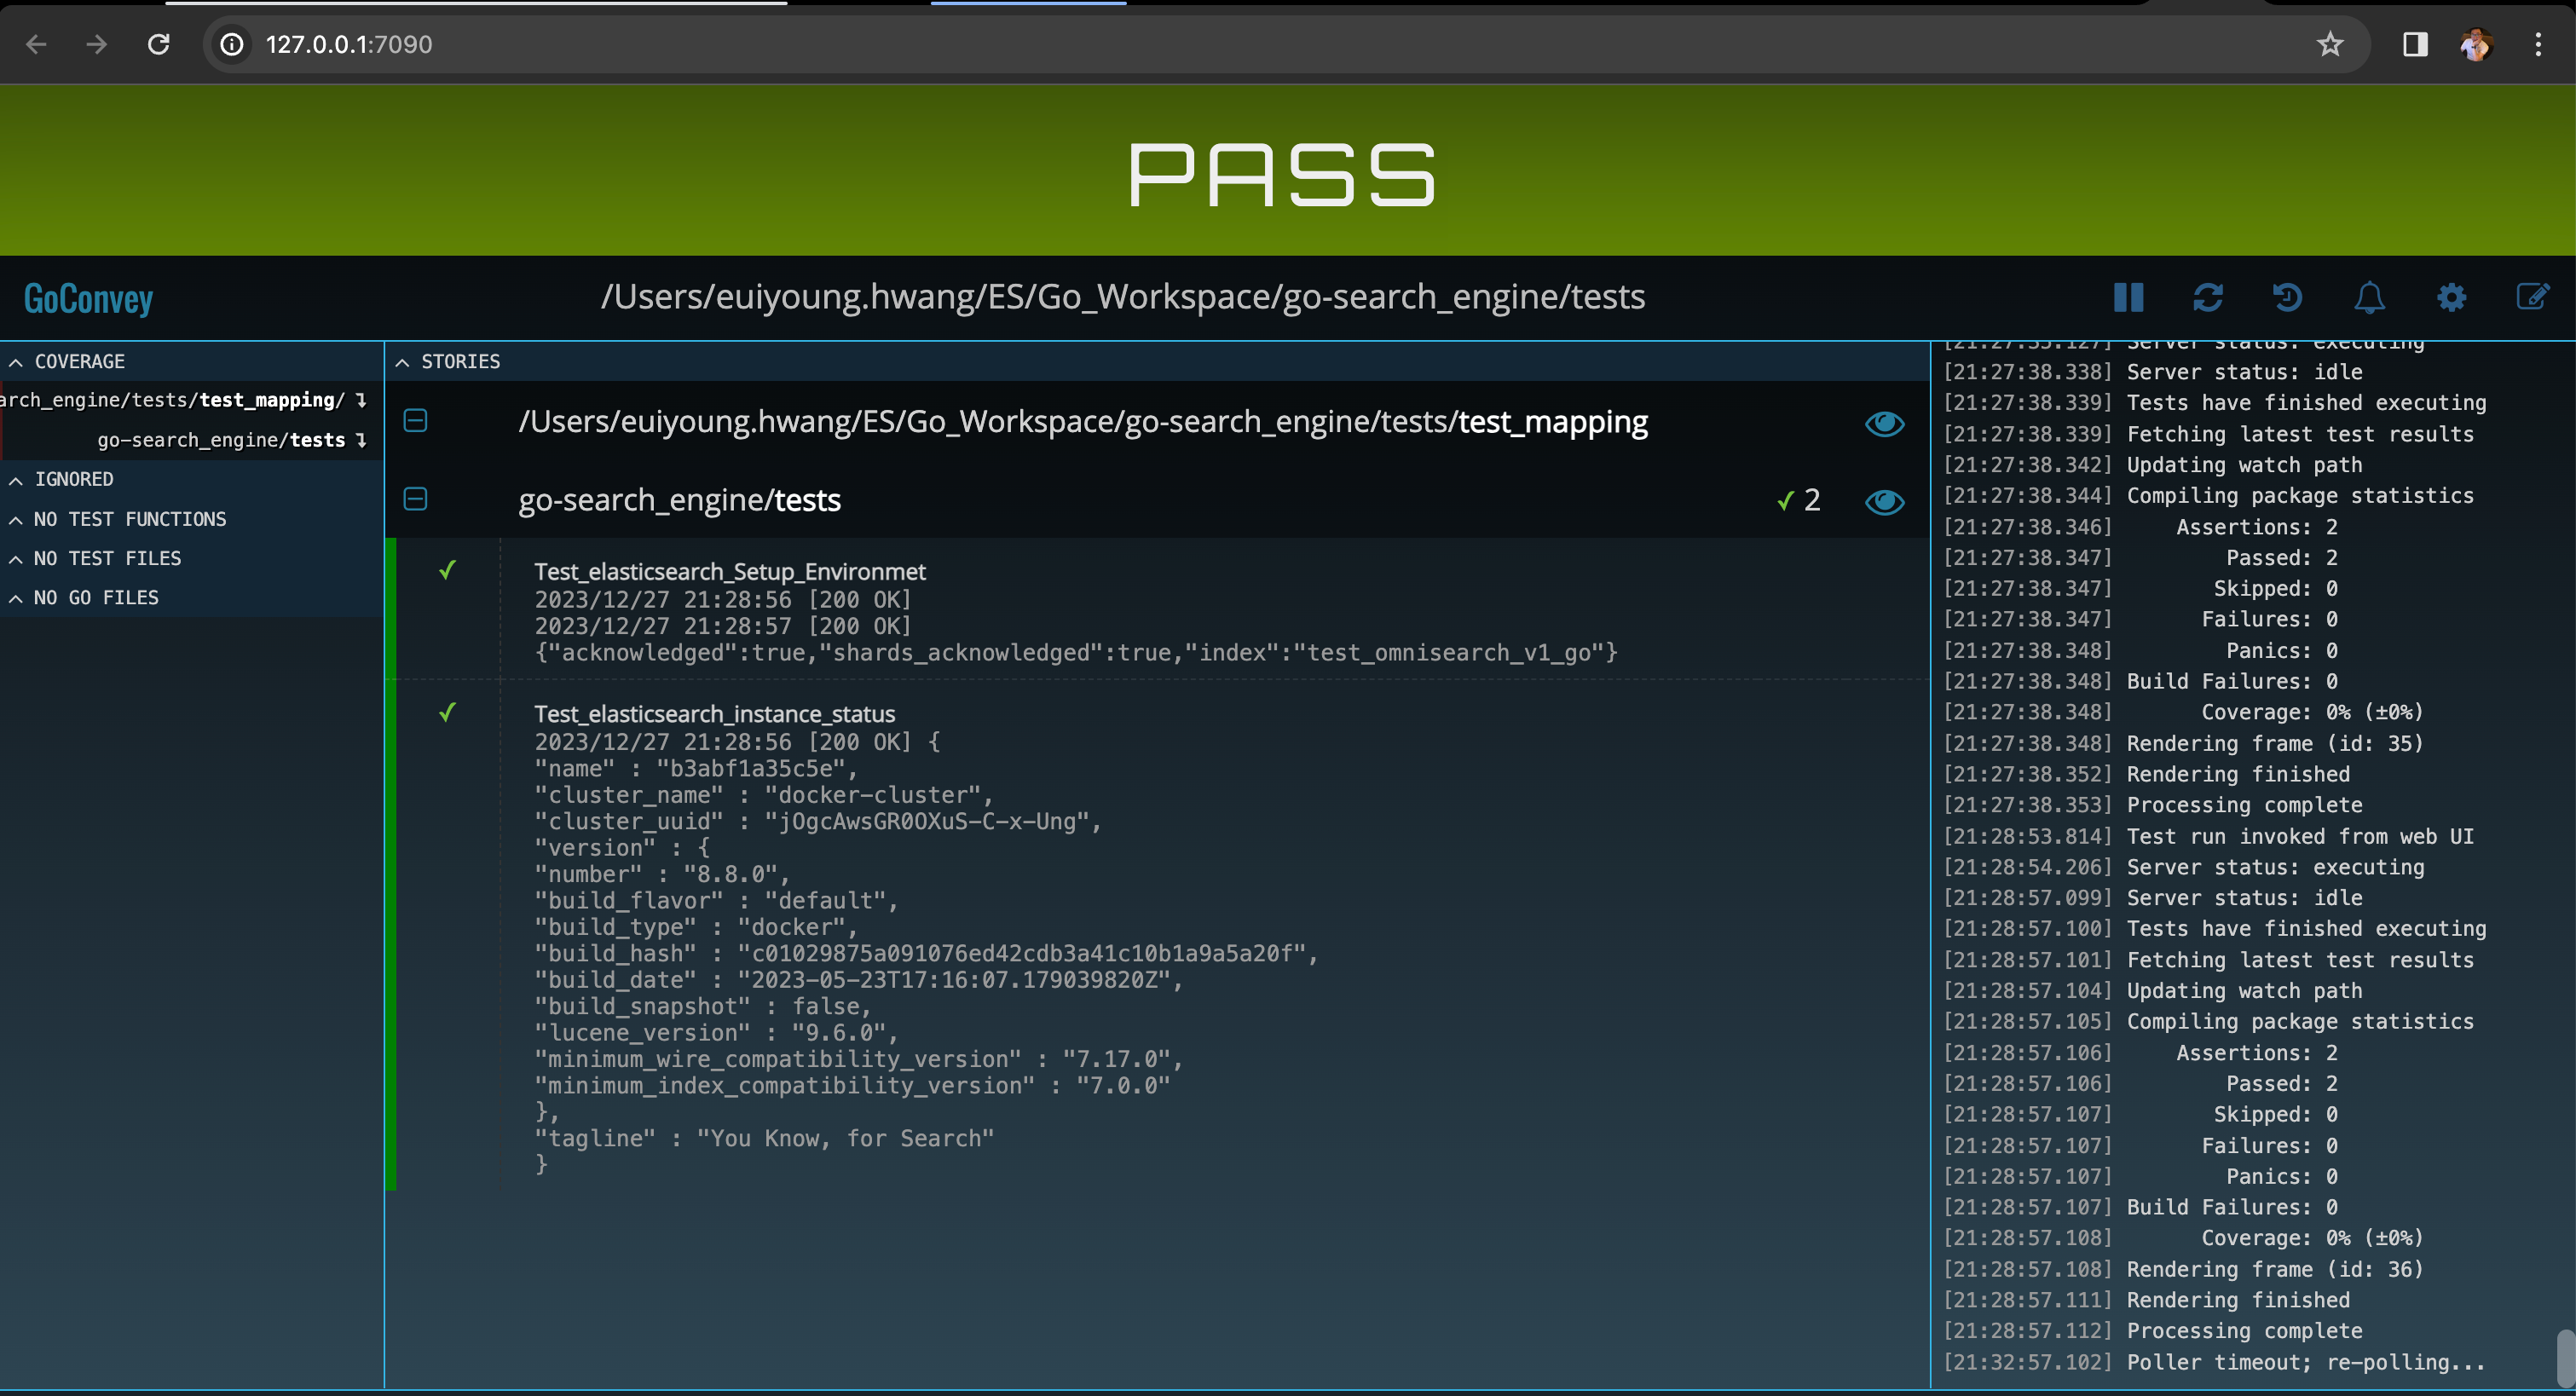 127.0.0.1:7090
PASS
GoConvey
/Users/euiyoung.hwang/ES/Go_Workspace/go-search_engine/tests
COVERAGE
arch_engine/tests/test_mapping/
go-search_engine/tests
IGNORED
NO TEST FUNCTIONS
NO TEST FILES
NO GO FILES
STORIES
/Users/euiyoung.hwang/ES/Go_Workspace/go-search_engine/tests/test_mapping
go-search_engine/tests ✓ 2
Test_elasticsearch_Setup_Environmet
2023/12/27 21:28:56 [200 OK]
2023/12/27 21:28:57 [200 OK]
{"acknowledged":true,"shards_acknowledged":true,"index":"test_omnisearch_v1_go"}
Test_elasticsearch_instance_status
2023/12/27 21:28:56 [200 OK] {
"name" : "b3abf1a35c5e",
"cluster_name" : "docker-cluster",
"cluster_uuid" : "jOgcAwsGR0OXuS-C-x-Ung",
"version" : {
"number" : "8.8.0",
"build_flavor" : "default",
"build_type" : "docker",
"build_hash" : "c01029875a091076ed42cdb3a41c10b1a9a5a20f",
"build_date" : "2023-05-23T17:16:07.179039820Z",
"build_snapshot" : false,
"lucene_version" : "9.6.0",
"minimum_wire_compatibility_version" : "7.17.0",
"minimum_index_compatibility_version" : "7.0.0"
},
"tagline" : "You Know, for Search"
}
[21:27:35.127] Server status: executing
[21:27:38.338] Server status: idle
[21:27:38.339] Tests have finished executing
[21:27:38.339] Fetching latest test results
[21:27:38.342] Updating watch path
[21:27:38.344] Compiling package statistics
[21:27:38.346] Assertions: 2
[21:27:38.347] Passed: 2
[21:27:38.347] Skipped: 0
[21:27:38.347] Failures: 0
[21:27:38.348] Panics: 0
[21:27:38.348] Build Failures: 0
[21:27:38.348] Coverage: 0% (±0%)
[21:27:38.348] Rendering frame (id: 35)
[21:27:38.352] Rendering finished
[21:27:38.353] Processing complete
[21:28:53.814] Test run invoked from web UI
[21:28:54.206] Server status: executing
[21:28:57.099] Server status: idle
[21:28:57.100] Tests have finished executing
[21:28:57.101] Fetching latest test results
[21:28:57.104] Updating watch path
[21:28:57.105] Compiling package statistics
[21:28:57.106] Assertions: 2
[21:28:57.106] Passed: 2
[21:28:57.107] Skipped: 0
[21:28:57.107] Failures: 0
[21:28:57.107] Panics: 0
[21:28:57.107] Build Failures: 0
[21:28:57.108] Coverage: 0% (±0%)
[21:28:57.108] Rendering frame (id: 36)
[21:28:57.111] Rendering finished
[21:28:57.112] Processing complete
[21:32:57.102] Poller timeout; re-polling...